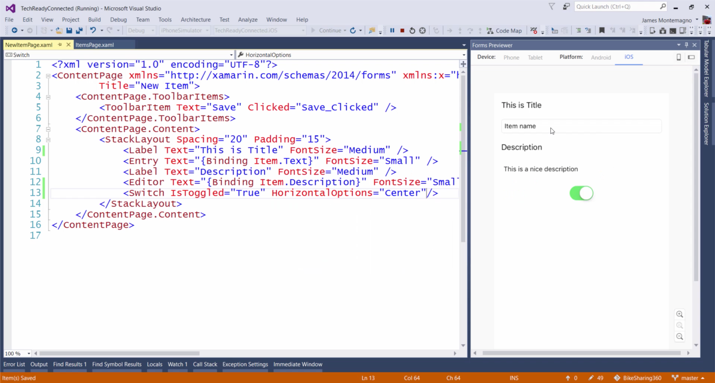 TechReadyConnected (Running) - Microsoft Visual Studio
Quick Launch (Ctrl+Q)
File Edit View Project Build Debug Team Tools Architecture Test Analyze Window Help
James Montemagno
Debug iPhoneSimulator TechReadyConnected.iOS Continue Code Map
NewItemPage.xaml ItemsPage.xaml
Switch HorizontalOptions
1 <?xml version="1.0" encoding="UTF-8"?>
2 <ContentPage xmlns="http://xamarin.com/schemas/2014/forms" xmlns:x="h
3 Title="New Item">
4 <ContentPage.ToolbarItems>
5 <ToolbarItem Text="Save" Clicked="Save_Clicked" />
6 </ContentPage.ToolbarItems>
7 <ContentPage.Content>
8 <StackLayout Spacing="20" Padding="15">
9 <Label Text="This is Title" FontSize="Medium" />
10 <Entry Text="{Binding Item.Text}" FontSize="Small" />
11 <Label Text="Description" FontSize="Medium" />
12 <Editor Text="{Binding Item.Description}" FontSize="Smal
13 <Switch IsToggled="True" HorizontalOptions="Center"/>
14 </StackLayout>
15 </ContentPage.Content>
16 </ContentPage>
17
100 %
Forms Previewer
Device: Phone Tablet Platform: Android iOS
This is Title
Item name
Description
This is a nice description
Tabular Model Explorer
Solution Explorer
Error List Output Find Results 1 Find Symbol Results Locals Watch 1 Call Stack Exception Settings Immediate Window
Item(s) Saved Ln 13 Col 64 Ch 64 INS 0 49 BikeSharing360 master